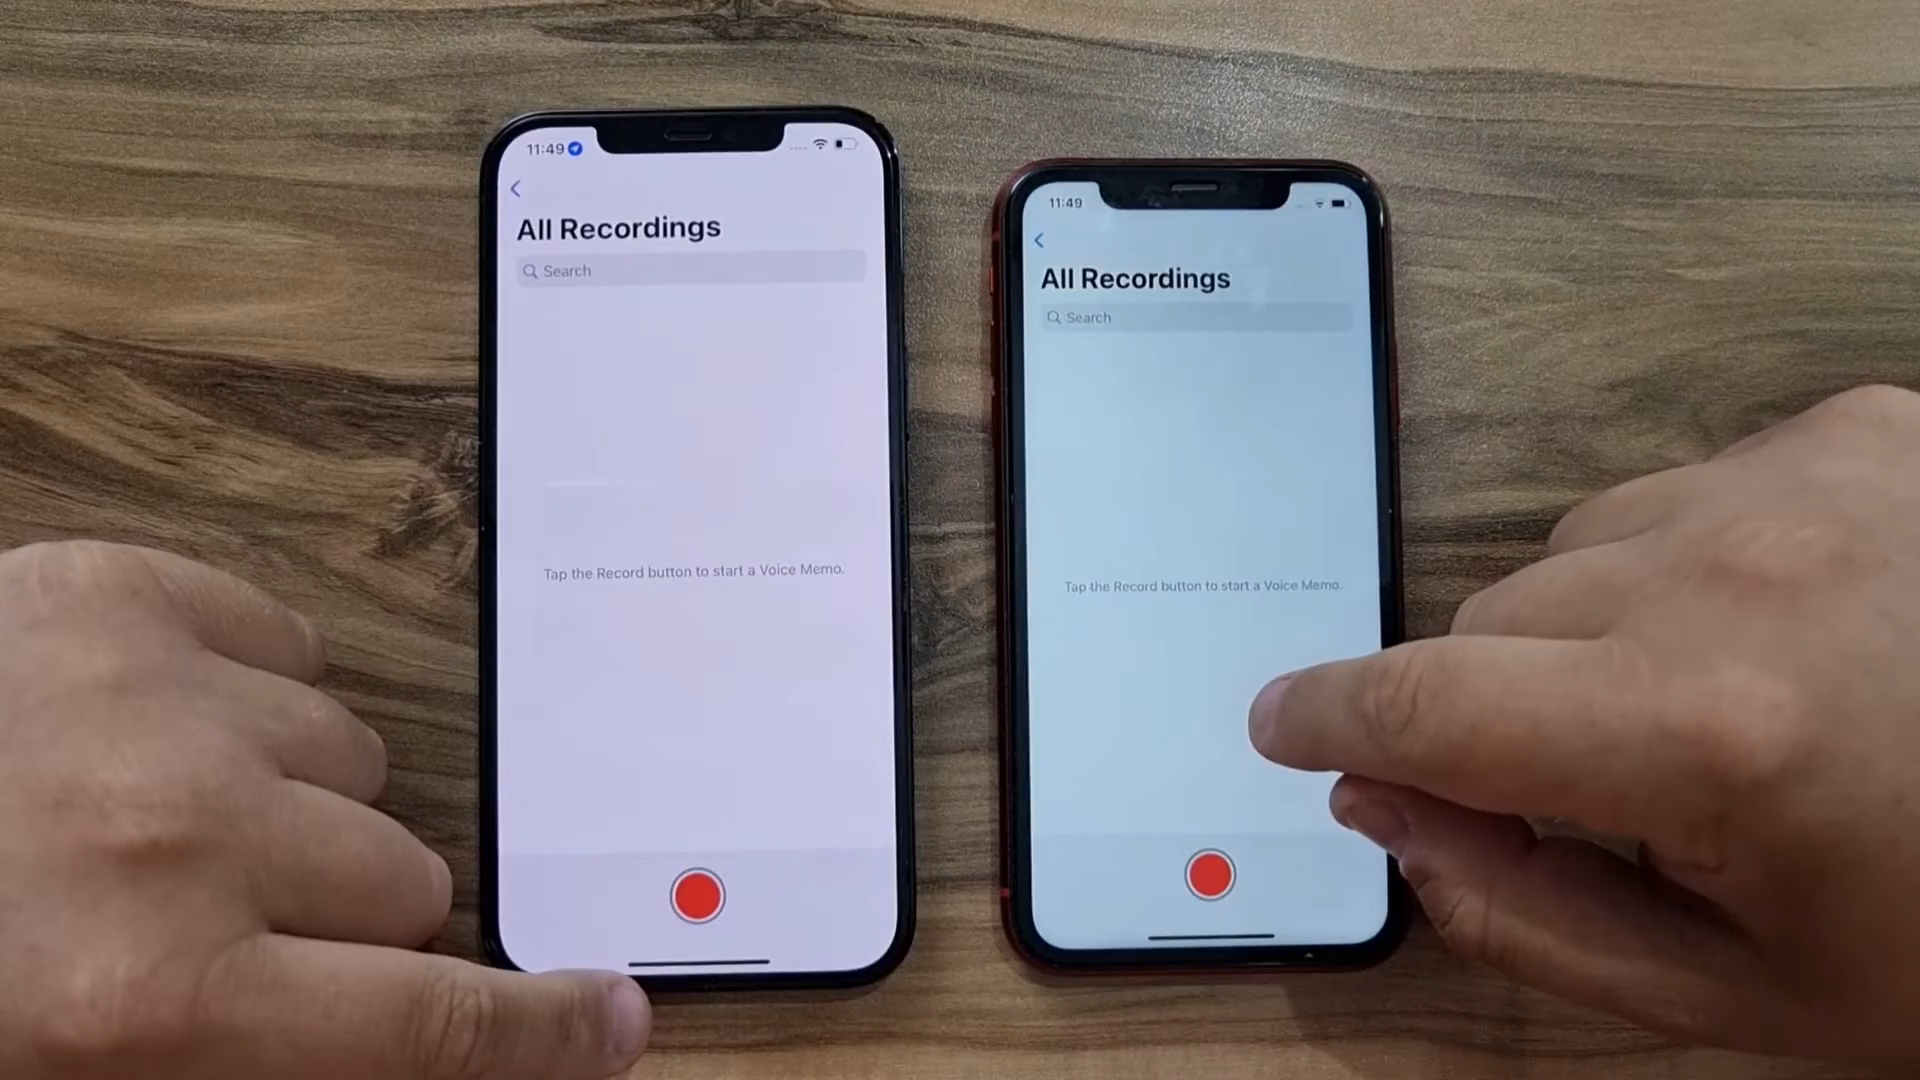 11:49
All Recordings
Search
Tap the Record button to start a Voice Memo.
11:49
All Recordings
Search
Tap the Record button to start a Voice Memo.